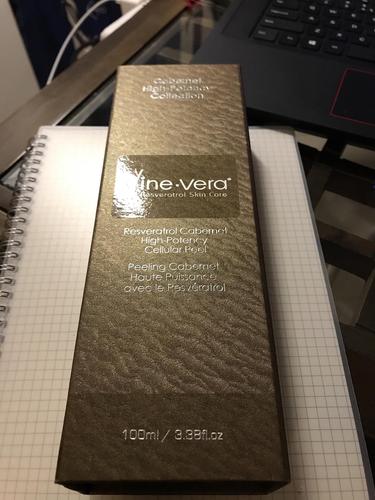 Cabernet
High-Potency
Collection
Vine·vera®
Resveratrol Skin Care
Resveratrol Cabernet
High-Potency
Cellular Peel
Peeling Cabernet
Haute Puissance
avec le Resvératrol
100ml / 3.38fl.oz